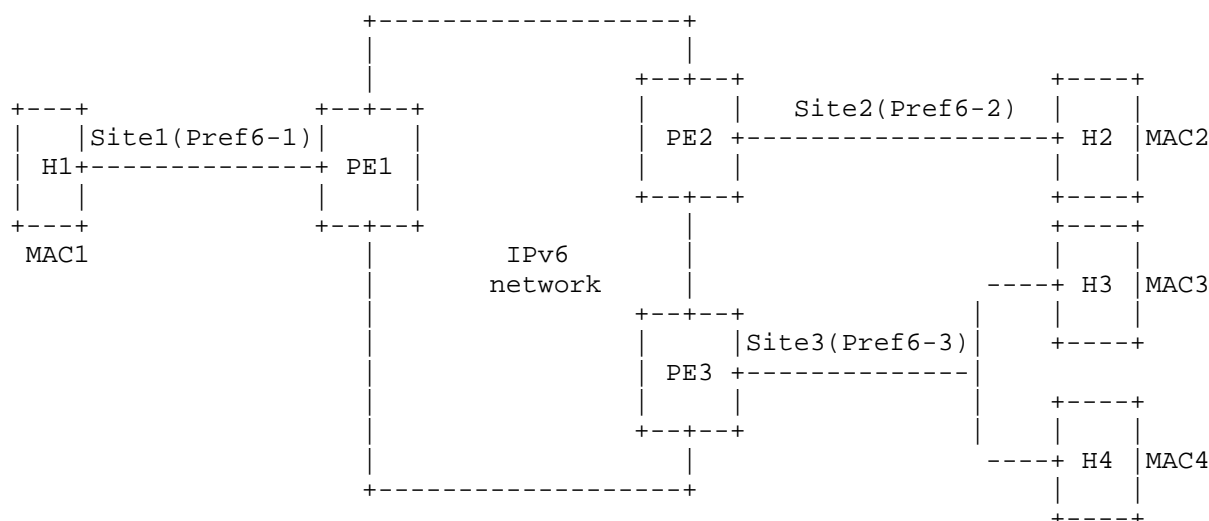 Site2(Pref6-2)
Site1(Pref6-1)
PE2
H2
MAC2
H1
PE1
MAC1
IPv6
network
H3
MAC3
Site3(Pref6-3)
PE3
H4
MAC4